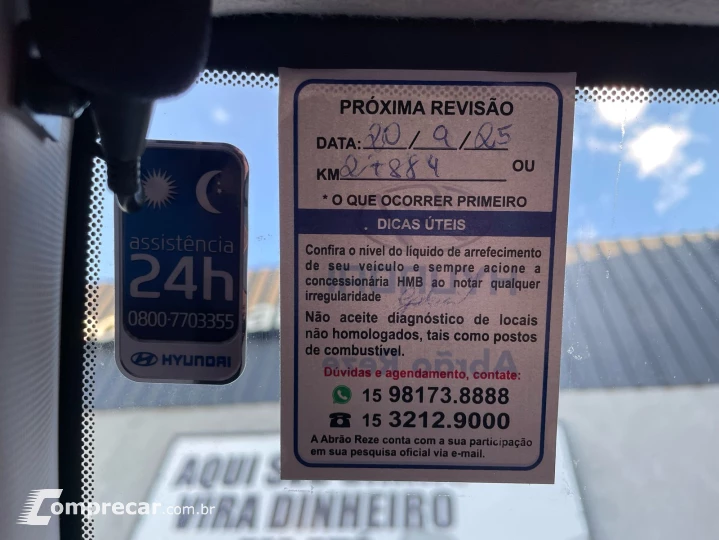 PRÓXIMA REVISÃO
DATA: 20/9/25
KM 27884 OU
* O QUE OCORRER PRIMEIRO
DICAS ÚTEIS
Confira o nivel do liquido de arrefecimento
de seu veiculo e sempre acione a
concessionária HMB ao notar qualquer
irregularidade
Não aceite diagnóstico de locais
não homologados, tais como postos
de combustível.
Dúvidas e agendamento, contate:
15 98173.8888
15 3212.9000
A Abrão Reze conta com a sua participação
em sua pesquisa oficial via e-mail.
assistência
24h
0800-7703355
HYUNDAI
AQUI
VIRA DINHEIRO
Comprecar.com.br